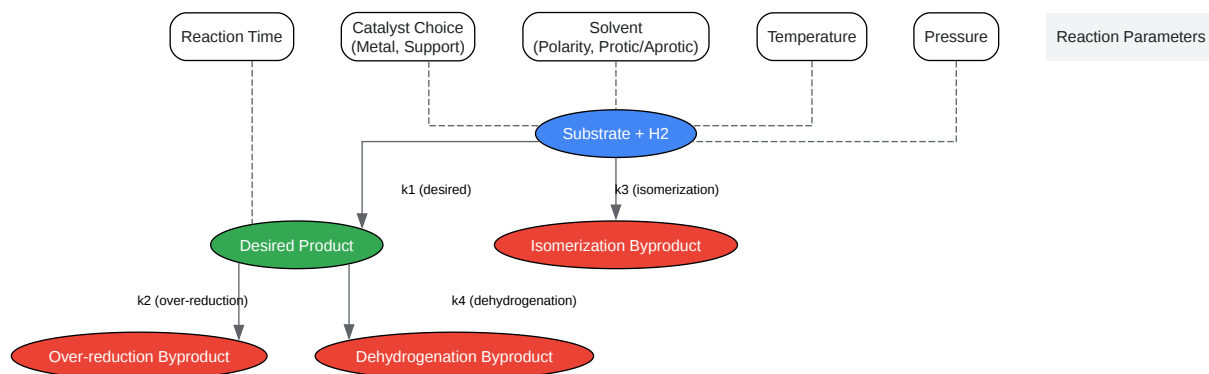 Reaction Time
Catalyst Choice
(Metal, Support)
Solvent
(Polarity, Protic/Aprotic)
Temperature
Pressure
Reaction Parameters
Substrate + H2
k1 (desired)
k3 (isomerization)
Desired Product
Isomerization Byproduct
k2 (over-reduction)
k4 (dehydrogenation)
Over-reduction Byproduct
Dehydrogenation Byproduct